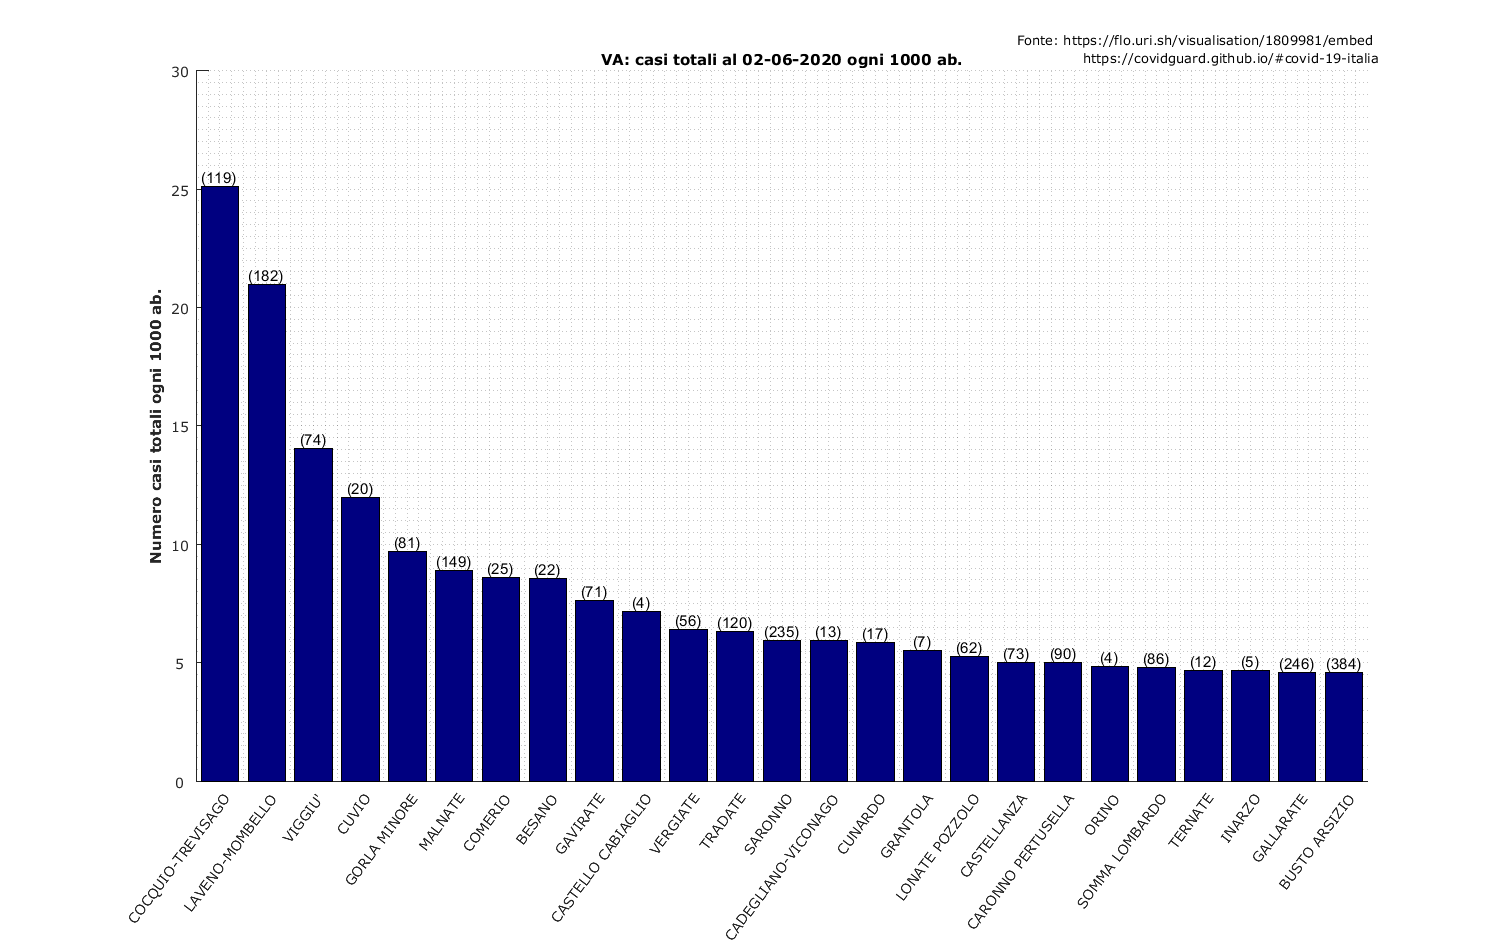 Fonte: https://flo.uri.sh/visualisation/1809981/embed
https://covidguard.github.io/#covid-19-italia
VA: casi totali al 02-06-2020 ogni 1000 ab.
Numero casi totali ogni 1000 ab.
30
25
20
15
10
5
0
(119)
(182)
(74)
(20)
(81)
(149)
(25)
(22)
(71)
(4)
(56)
(120)
(235)
(13)
(17)
(7)
(62)
(73)
(90)
(4)
(86)
(12)
(5)
(246)
(384)
COCQUIO-TREVISAGO
LAVENO-MOMBELLO
VIGGIU'
CUVIO
GORLA MINORE
MALNATE
COMERIO
BESANO
GAVIRATE
CASTELLO CABIAGLIO
VERGIATE
TRADATE
SARONNO
CADEGLIANO-VICONAGO
CUNARDO
GRANTOLA
LONATE POZZOLO
CASTELLANZA
CARONNO PERTUSELLA
ORINO
SOMMA LOMBARDO
TERNATE
INARZO
GALLARATE
BUSTO ARSIZIO